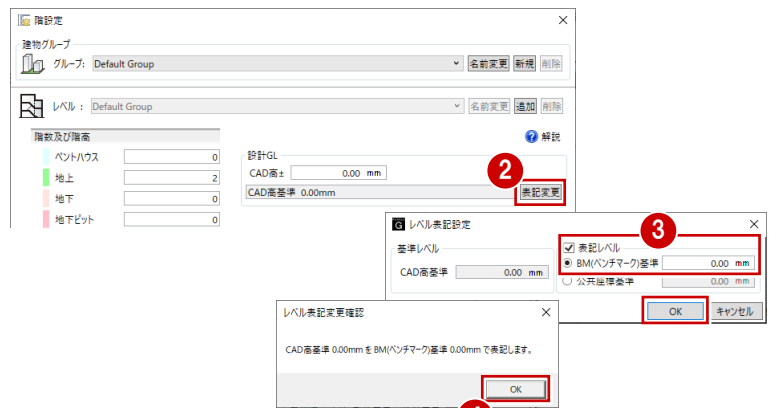 階設定
建物グループ
グループ: Default Group 名前変更 新規 削除
レベル : Default Group 名前変更 追加 削除
階数及び階高
解説
ペントハウス 0
地上 2
地下 0
地下ピット 0
設計GL
CAD高± 0.00 mm
CAD高基準 0.00mm 表記変更
2
レベル表記設定
3
基準レベル
CAD高基準 0.00 mm
表記レベル
BM(ベンチマーク)基準 0.00 mm
公共座標基準 0.00 mm
OK キャンセル
レベル表記変更確認
CAD高基準 0.00mm を BM(ベンチマーク)基準 0.00mm で表記します。
OK